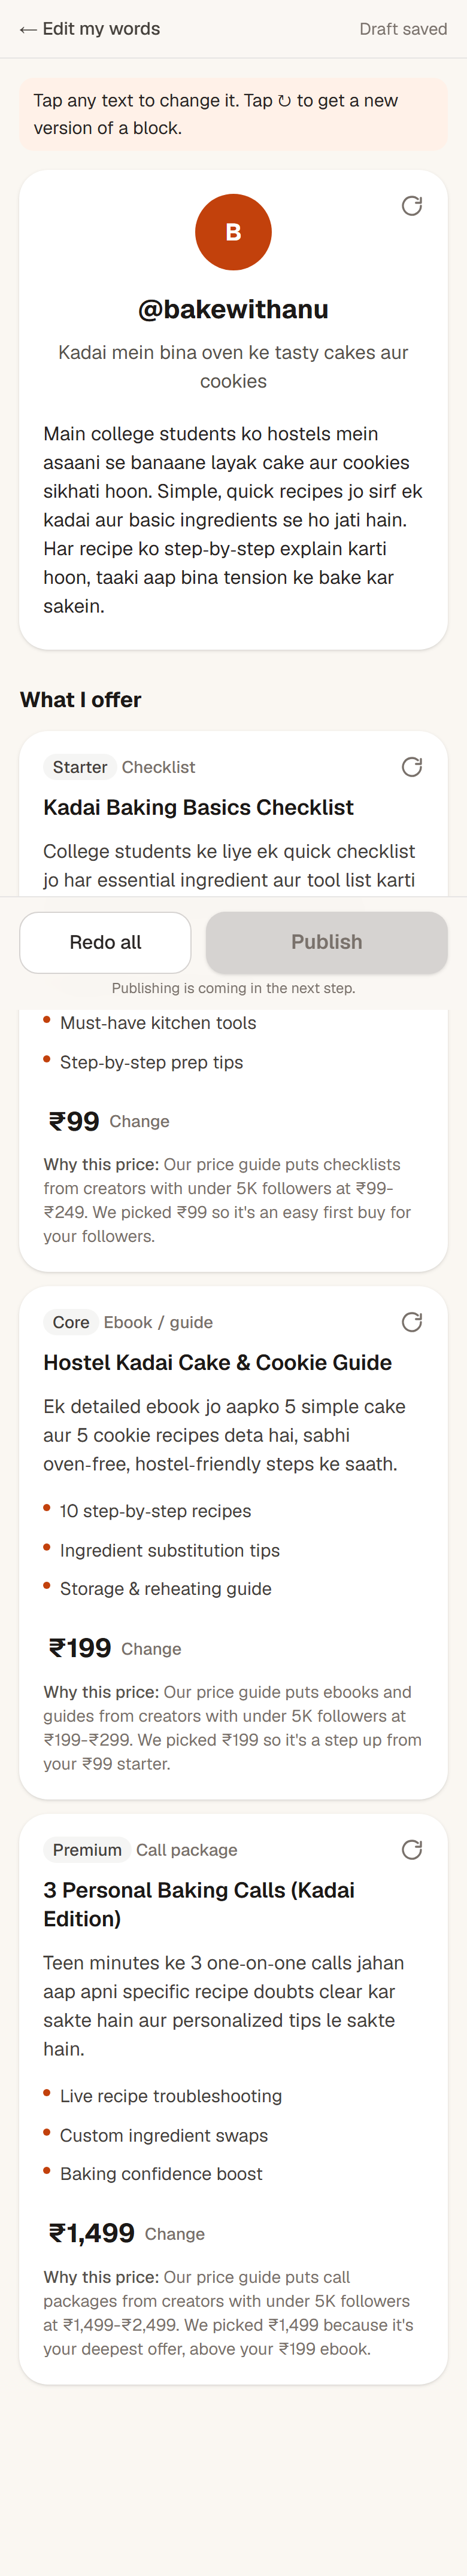 ← Edit my words
Draft saved
Tap any text to change it. Tap ↻ to get a new
version of a block.
B
@bakewithanu
Kadai mein bina oven ke tasty cakes aur
cookies
Main college students ko hostels mein
asaani se banaane layak cake aur cookies
sikhati hoon. Simple, quick recipes jo sirf ek
kadai aur basic ingredients se ho jati hain.
Har recipe ko step-by-step explain karti
hoon, taaki aap bina tension ke bake kar
sakein.
What I offer
Starter Checklist
Kadai Baking Basics Checklist
College students ke liye ek quick checklist
jo har essential ingredient aur tool list karti
Redo all
Publish
Publishing is coming in the next step.
Must-have kitchen tools
Step-by-step prep tips
₹99 Change
Why this price: Our price guide puts checklists
from creators with under 5K followers at ₹99-
₹249. We picked ₹99 so it's an easy first buy for
your followers.
Core Ebook / guide
Hostel Kadai Cake & Cookie Guide
Ek detailed ebook jo aapko 5 simple cake
aur 5 cookie recipes deta hai, sabhi
oven-free, hostel-friendly steps ke saath.
10 step-by-step recipes
Ingredient substitution tips
Storage & reheating guide
₹199 Change
Why this price: Our price guide puts ebooks and
guides from creators with under 5K followers at
₹199-₹299. We picked ₹199 so it's a step up from
your ₹99 starter.
Premium Call package
3 Personal Baking Calls (Kadai
Edition)
Teen minutes ke 3 one-on-one calls jahan
aap apni specific recipe doubts clear kar
sakte hain aur personalized tips le sakte
hain.
Live recipe troubleshooting
Custom ingredient swaps
Baking confidence boost
₹1,499 Change
Why this price: Our price guide puts call
packages from creators with under 5K followers
at ₹1,499-₹2,499. We picked ₹1,499 because it's
your deepest offer, above your ₹199 ebook.